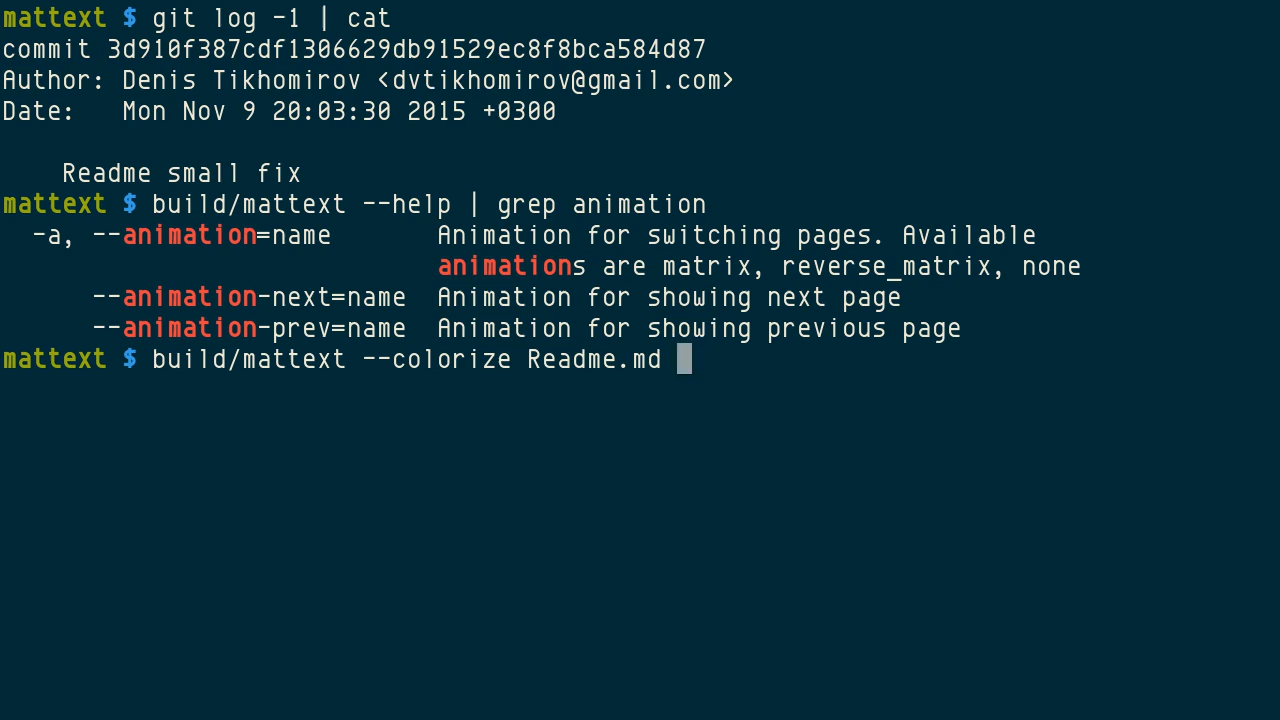 mattext $ git log -1 | cat
commit 3d910f387cdf1306629db91529ec8f8bca584d87
Author: Denis Tikhomirov <dvtikhomirov@gmail.com>
Date:   Mon Nov 9 20:03:30 2015 +0300
    Readme small fix
mattext $ build/mattext --help | grep animation
  -a, --animation=name       Animation for switching pages. Available
                             animations are matrix, reverse_matrix, none
      --animation-next=name  Animation for showing next page
      --animation-prev=name  Animation for showing previous page
mattext $ build/mattext --colorize Readme.md